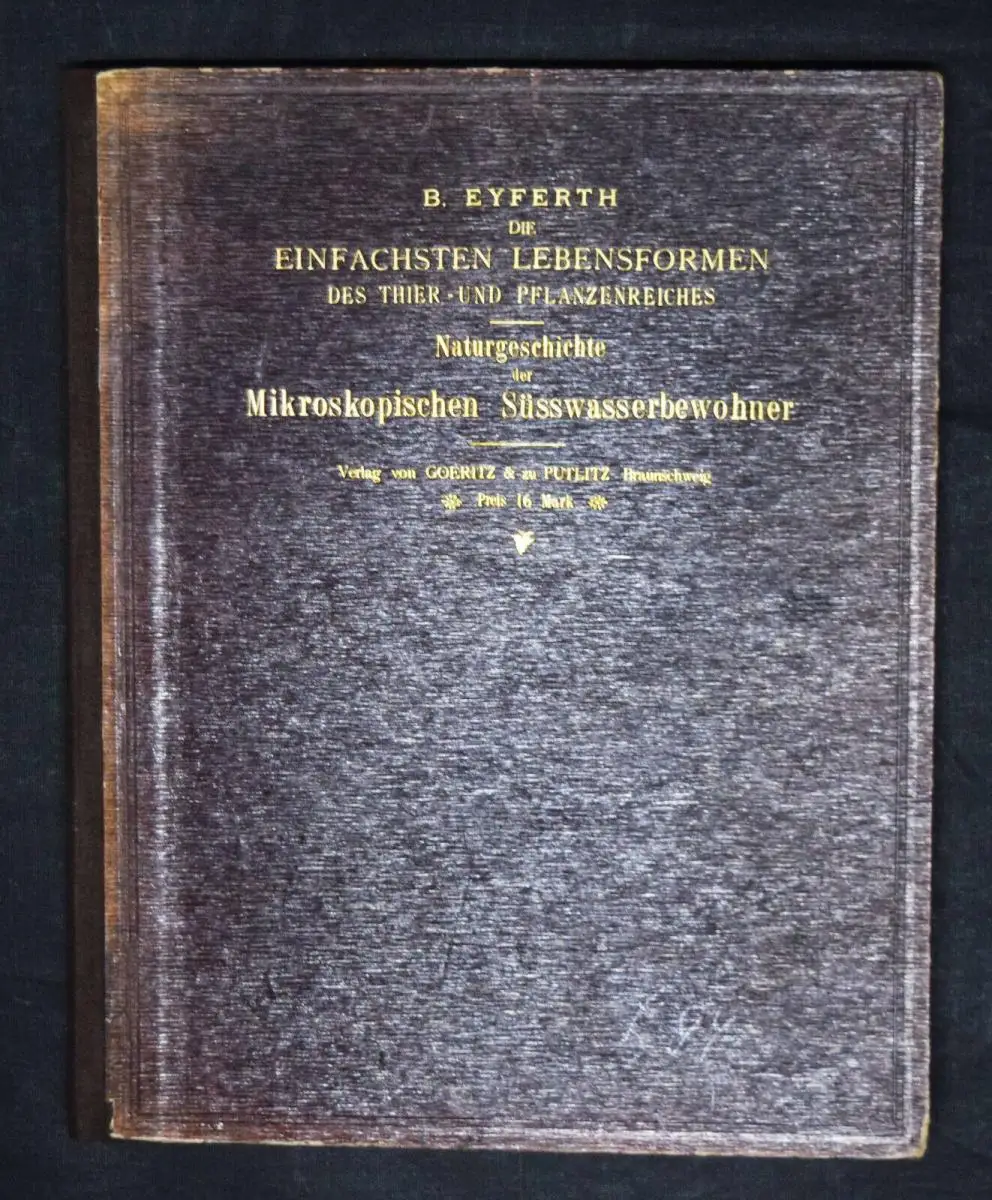 B. EYFERTH
DIE
EINFACHSTEN LEBENSFORMEN
DES THIER-UND PFLANZENREICHES
Naturgeschichte
der
Mikroskopischen Süsswasserbewohner
Verlag von GOERITZ & zu PUTLITZ Braunschweig
Preis 16 Mark